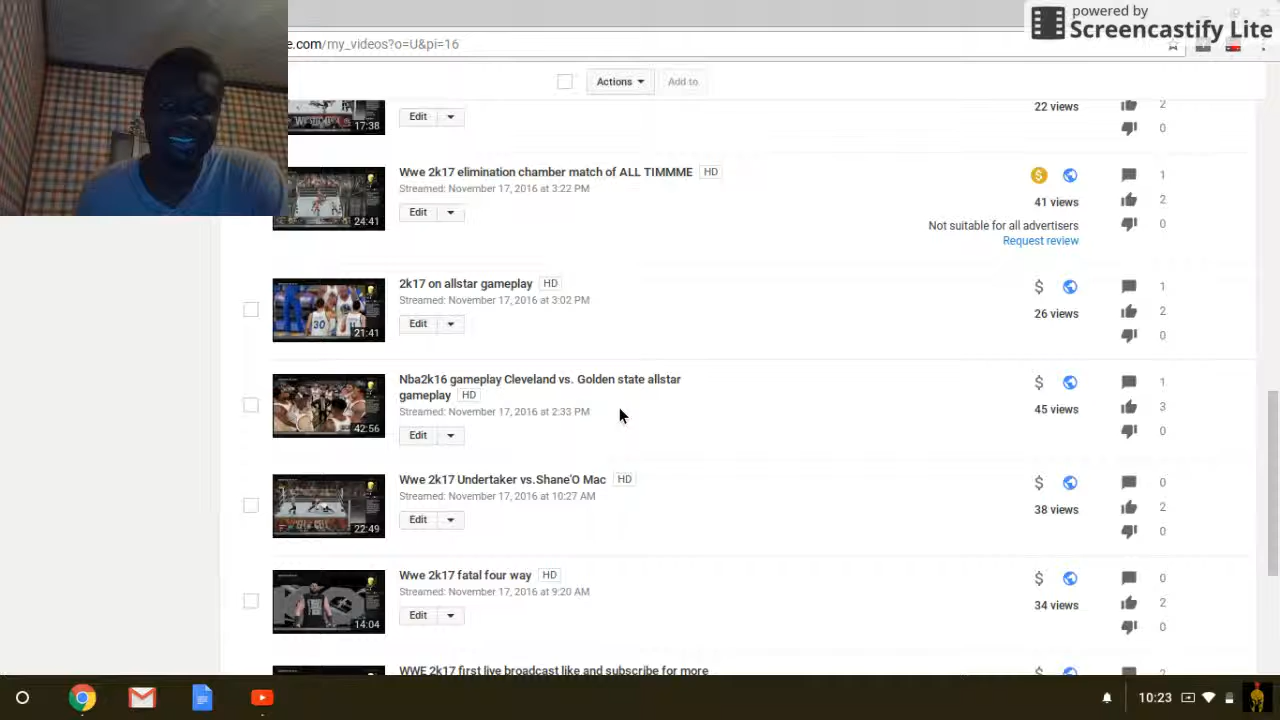 powered by
Screencastify Lite
e.com/my_videos?o=U&pi=16
Actions
Add to
17:38
Edit
22 views
2
0
Wwe 2k17 elimination chamber match of ALL TIMMME HD
Streamed: November 17, 2016 at 3:22 PM
Edit
24:41
$
1
41 views
2
Not suitable for all advertisers
0
Request review
2k17 on allstar gameplay HD
Streamed: November 17, 2016 at 3:02 PM
Edit
21:41
$
1
26 views
2
0
Nba2k16 gameplay Cleveland vs. Golden state allstar
gameplay HD
Streamed: November 17, 2016 at 2:33 PM
Edit
42:56
$
1
45 views
3
0
Wwe 2k17 Undertaker vs.Shane'O Mac HD
Streamed: November 17, 2016 at 10:27 AM
Edit
22:49
$
0
38 views
2
0
Wwe 2k17 fatal four way HD
Streamed: November 17, 2016 at 9:20 AM
Edit
14:04
$
0
34 views
2
0
WWE 2k17 first live broadcast like and subscribe for more
$
10:23